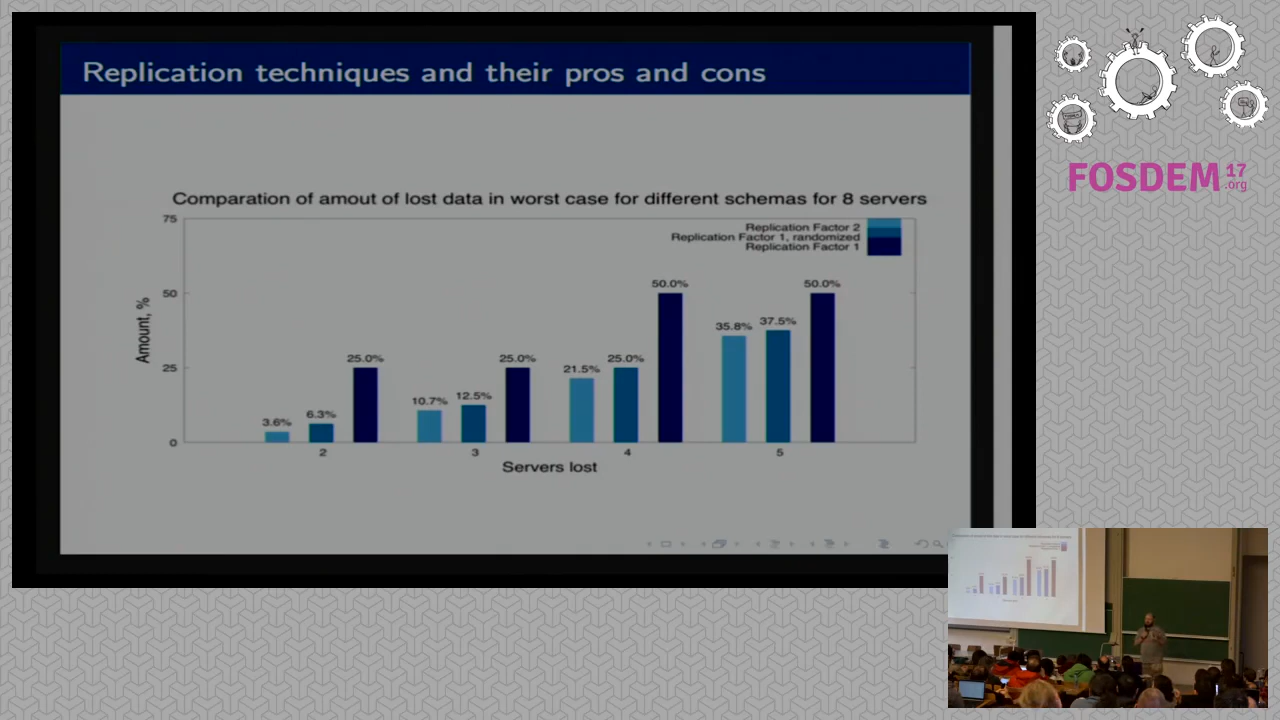 Replication techniques and their pros and cons
Comparation of amout of lost data in worst case for different schemas for 8 servers
75
50
25
0
Amount, %
Replication Factor 2
Replication Factor 1, randomized
Replication Factor 1
3.6%
6.3%
25.0%
10.7%
12.5%
25.0%
21.5%
25.0%
50.0%
35.8%
37.5%
50.0%
2
3
4
5
Servers lost
FOSDEM 17
.org